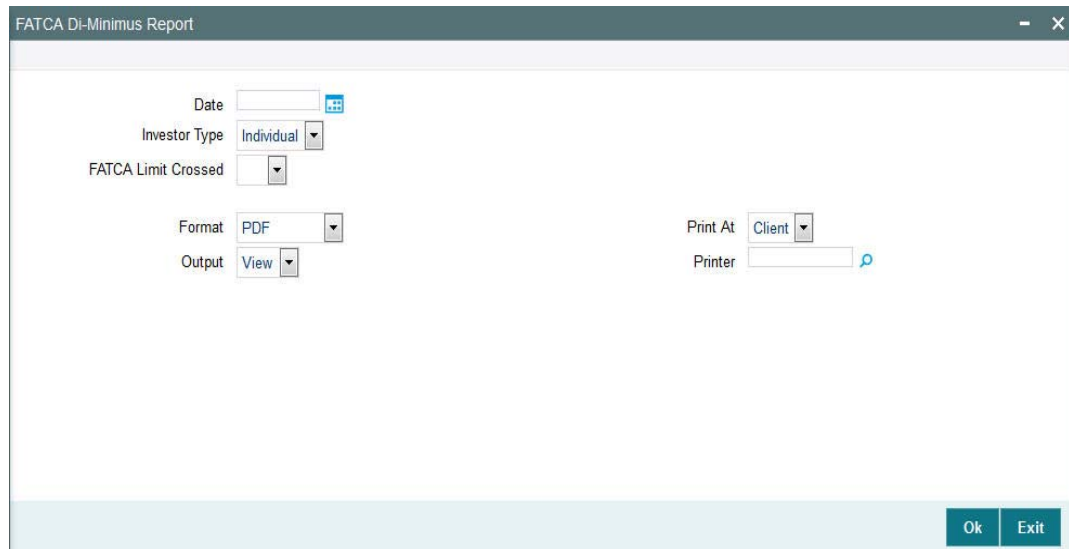 FATCA Di-Minimus Report
Date
Investor Type Individual
FATCA Limit Crossed
Format PDF Print At Client
Output View Printer
Ok Exit